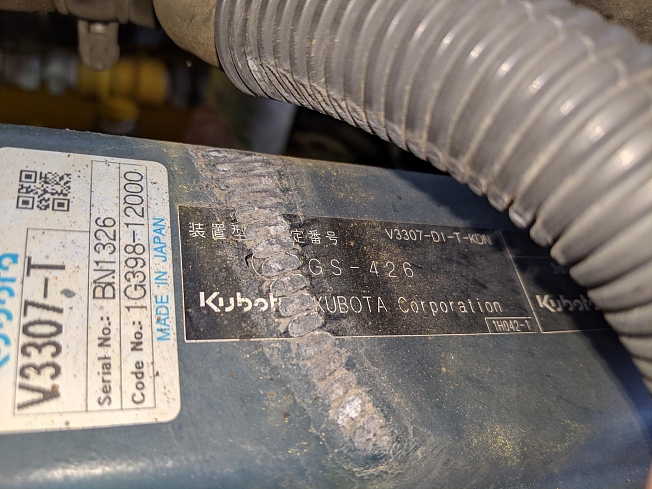 Kubota
V3307-T
Serial No.: BN1326
Code No.: 1G398-12000
MADE IN JAPAN
装置型 定番号 V3307-DI-T-KDN
GS-426
Kubota KUBOTA Corporation
1H042-T
Kubota